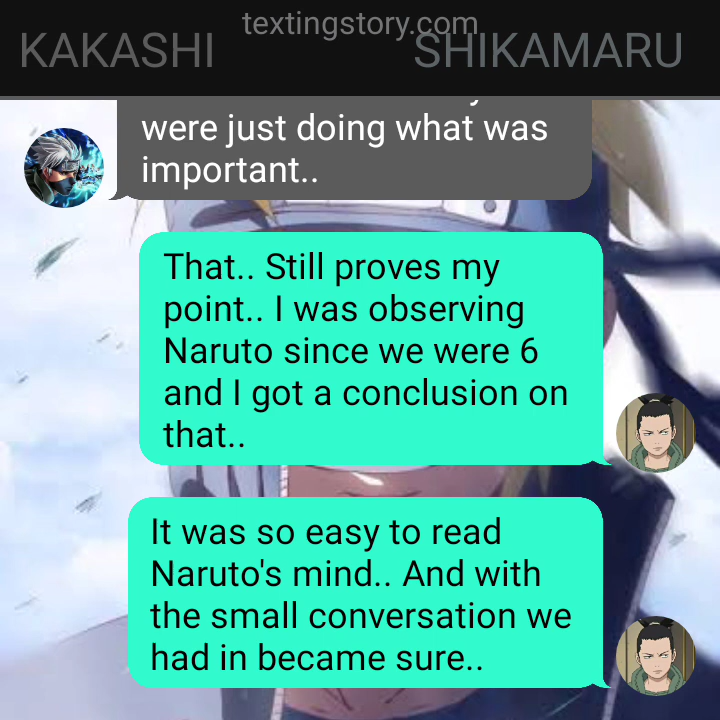 textingstory.com
KAKASHI
SHIKAMARU
were just doing what was
important..
That.. Still proves my
point.. I was observing
Naruto since we were 6
and I got a conclusion on
that..
It was so easy to read
Naruto's mind.. And with
the small conversation we
had in became sure..